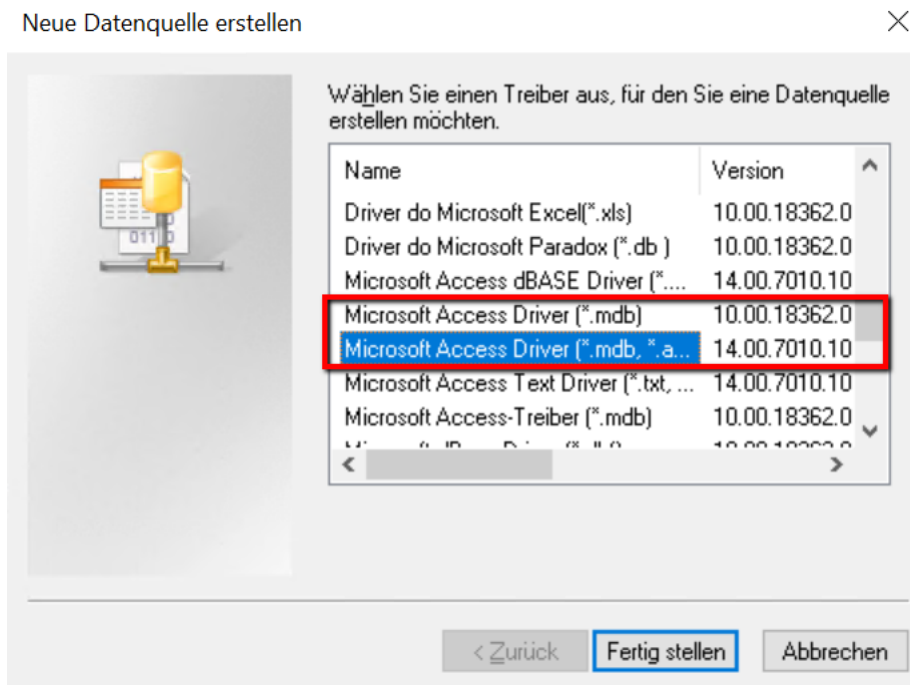 Neue Datenquelle erstellen
Wählen Sie einen Treiber aus, für den Sie eine Datenquelle
erstellen möchten.
Name Version
Driver do Microsoft Excel(*.xls) 10.00.18362.0
Driver do Microsoft Paradox (*.db ) 10.00.18362.0
Microsoft Access dBASE Driver (*.... 14.00.7010.10
Microsoft Access Driver (*.mdb) 10.00.18362.0
Microsoft Access Driver (*.mdb, *.a... 14.00.7010.10
Microsoft Access Text Driver (*.txt, ... 14.00.7010.10
Microsoft Access-Treiber (*.mdb) 10.00.18362.0
< Zurück Fertig stellen Abbrechen